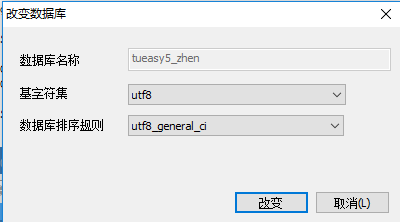 改变数据库
数据库名称 tueasy5_zhen
基字符集 utf8
数据库排序规则 utf8_general_ci
改变 取消(L)